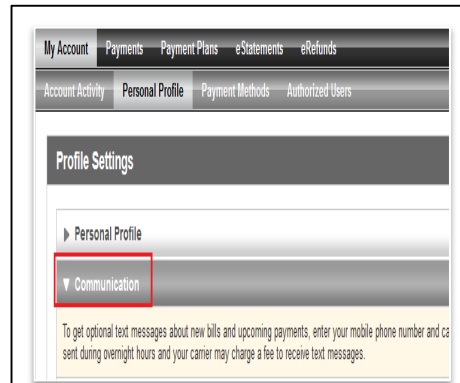 My Account Payments Payment Plans eStatements eRefunds
Account Activity Personal Profile Payment Methods Authorized Users
Profile Settings
▶ Personal Profile
▼ Communication
To get optional text messages about new bills and upcoming payments, enter your mobile phone number and ca
sent during overnight hours and your carrier may charge a fee to receive text messages.